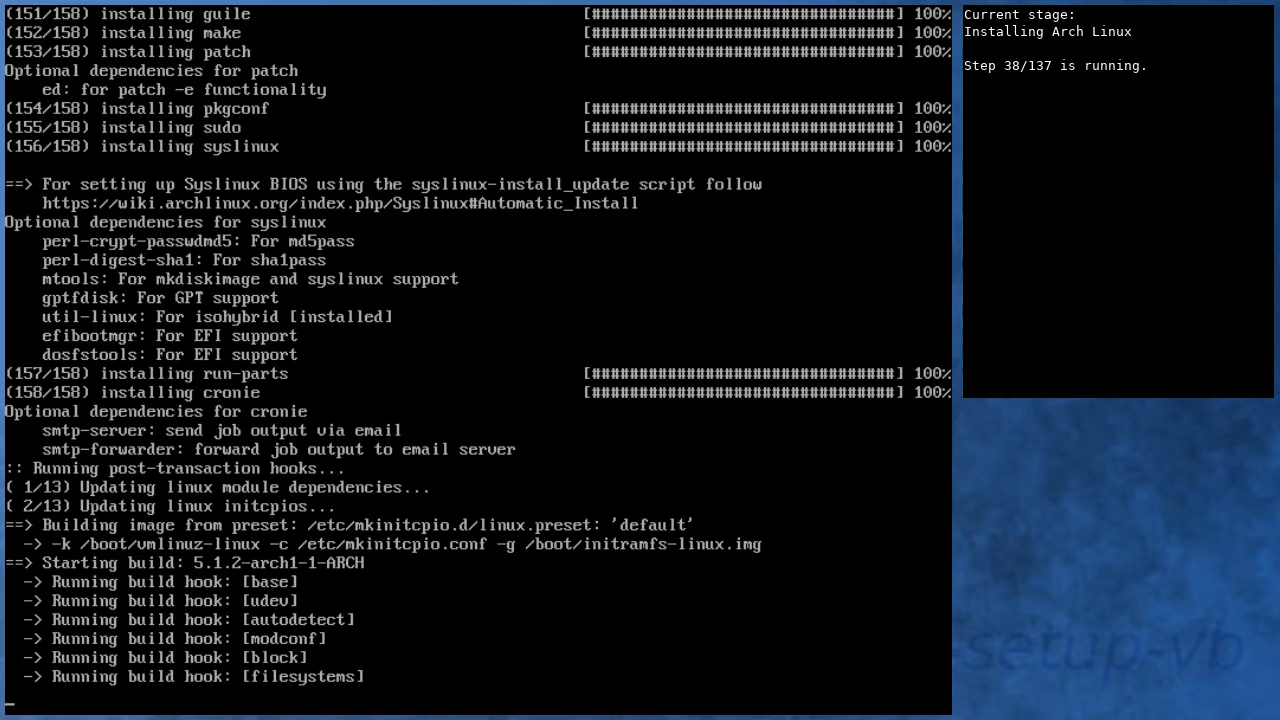 (151/158) installing guile [################################] 100%
(152/158) installing make [################################] 100%
(153/158) installing patch [################################] 100%
Optional dependencies for patch
ed: for patch -e functionality
(154/158) installing pkgconf [################################] 100%
(155/158) installing sudo [################################] 100%
(156/158) installing syslinux [################################] 100%
==> For setting up Syslinux BIOS using the syslinux-install_update script follow
https://wiki.archlinux.org/index.php/Syslinux#Automatic_Install
Optional dependencies for syslinux
perl-crypt-passwdmd5: For md5pass
perl-digest-sha1: For sha1pass
mtools: For mkdiskimage and syslinux support
gptfdisk: For GPT support
util-linux: For isohybrid [installed]
efibootmgr: For EFI support
dosfstools: For EFI support
(157/158) installing run-parts [################################] 100%
(158/158) installing cronie [################################] 100%
Optional dependencies for cronie
smtp-server: send job output via email
smtp-forwarder: forward job output to email server
:: Running post-transaction hooks...
( 1/13) Updating linux module dependencies...
( 2/13) Updating linux initcpios...
==> Building image from preset: /etc/mkinitcpio.d/linux.preset: 'default'
-> -k /boot/vmlinuz-linux -c /etc/mkinitcpio.conf -g /boot/initramfs-linux.img
==> Starting build: 5.1.2-arch1-1-ARCH
-> Running build hook: [base]
-> Running build hook: [udev]
-> Running build hook: [autodetect]
-> Running build hook: [modconf]
-> Running build hook: [block]
-> Running build hook: [filesystems]
_
Current stage:
Installing Arch Linux
Step 38/137 is running.
setup-vb